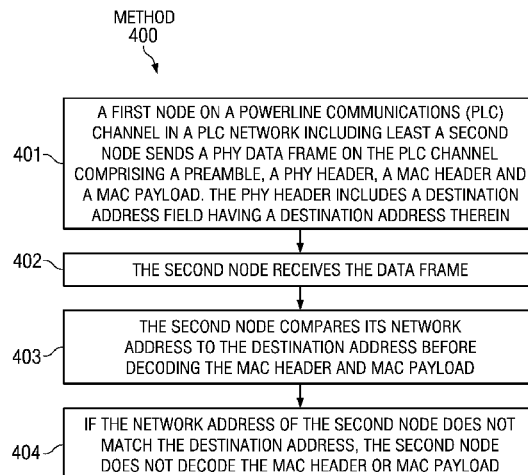 METHOD
400
401
A FIRST NODE ON A POWERLINE COMMUNICATIONS (PLC)
CHANNEL IN A PLC NETWORK INCLUDING LEAST A SECOND
NODE SENDS A PHY DATA FRAME ON THE PLC CHANNEL
COMPRISING A PREAMBLE, A PHY HEADER, A MAC HEADER AND
A MAC PAYLOAD. THE PHY HEADER INCLUDES A DESTINATION
ADDRESS FIELD HAVING A DESTINATION ADDRESS THEREIN
402
THE SECOND NODE RECEIVES THE DATA FRAME
403
THE SECOND NODE COMPARES ITS NETWORK
ADDRESS TO THE DESTINATION ADDRESS BEFORE
DECODING THE MAC HEADER AND MAC PAYLOAD
404
IF THE NETWORK ADDRESS OF THE SECOND NODE DOES NOT
MATCH THE DESTINATION ADDRESS, THE SECOND NODE
DOES NOT DECODE THE MAC HEADER OR MAC PAYLOAD